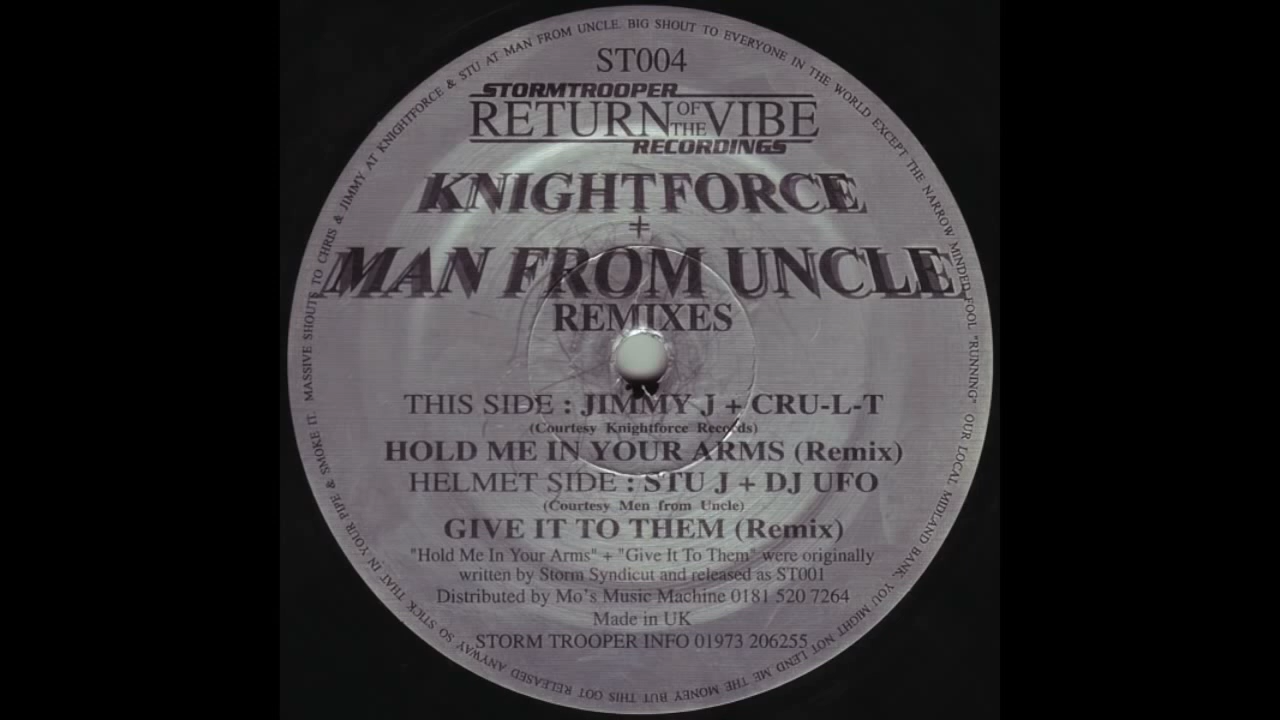 MASSIVE SHOUTS TO CHRIS & JIMMY AT KNIGHTFORCE & STU AT MAN FROM UNCLE. BIG SHOUT TO EVERYONE IN THE WORLD EXCEPT THE NARROW MINDED FOOL "RUNNING" OUR LOCAL MIDLAND BANK, YOU MIGHT NOT LEND ME THE MONEY BUT THIS GOT RELEASED ANYWAY SO STICK THAT IN YOUR PIPE & SMOKE IT.
ST004
STORMTROOPER
RETURN OF THE VIBE
RECORDINGS
KNIGHTFORCE
+
MAN FROM UNCLE
REMIXES
THIS SIDE : JIMMY J + CRU-L-T
(Courtesy Knightforce Records)
HOLD ME IN YOUR ARMS (Remix)
HELMET SIDE : STU J + DJ UFO
(Courtesy Men from Uncle)
GIVE IT TO THEM (Remix)
"Hold Me In Your Arms" + "Give It To Them" were originally
written by Storm Syndicut and released as ST001
Distributed by Mo's Music Machine 0181 520 7264
Made in UK
STORM TROOPER INFO 01973 206255